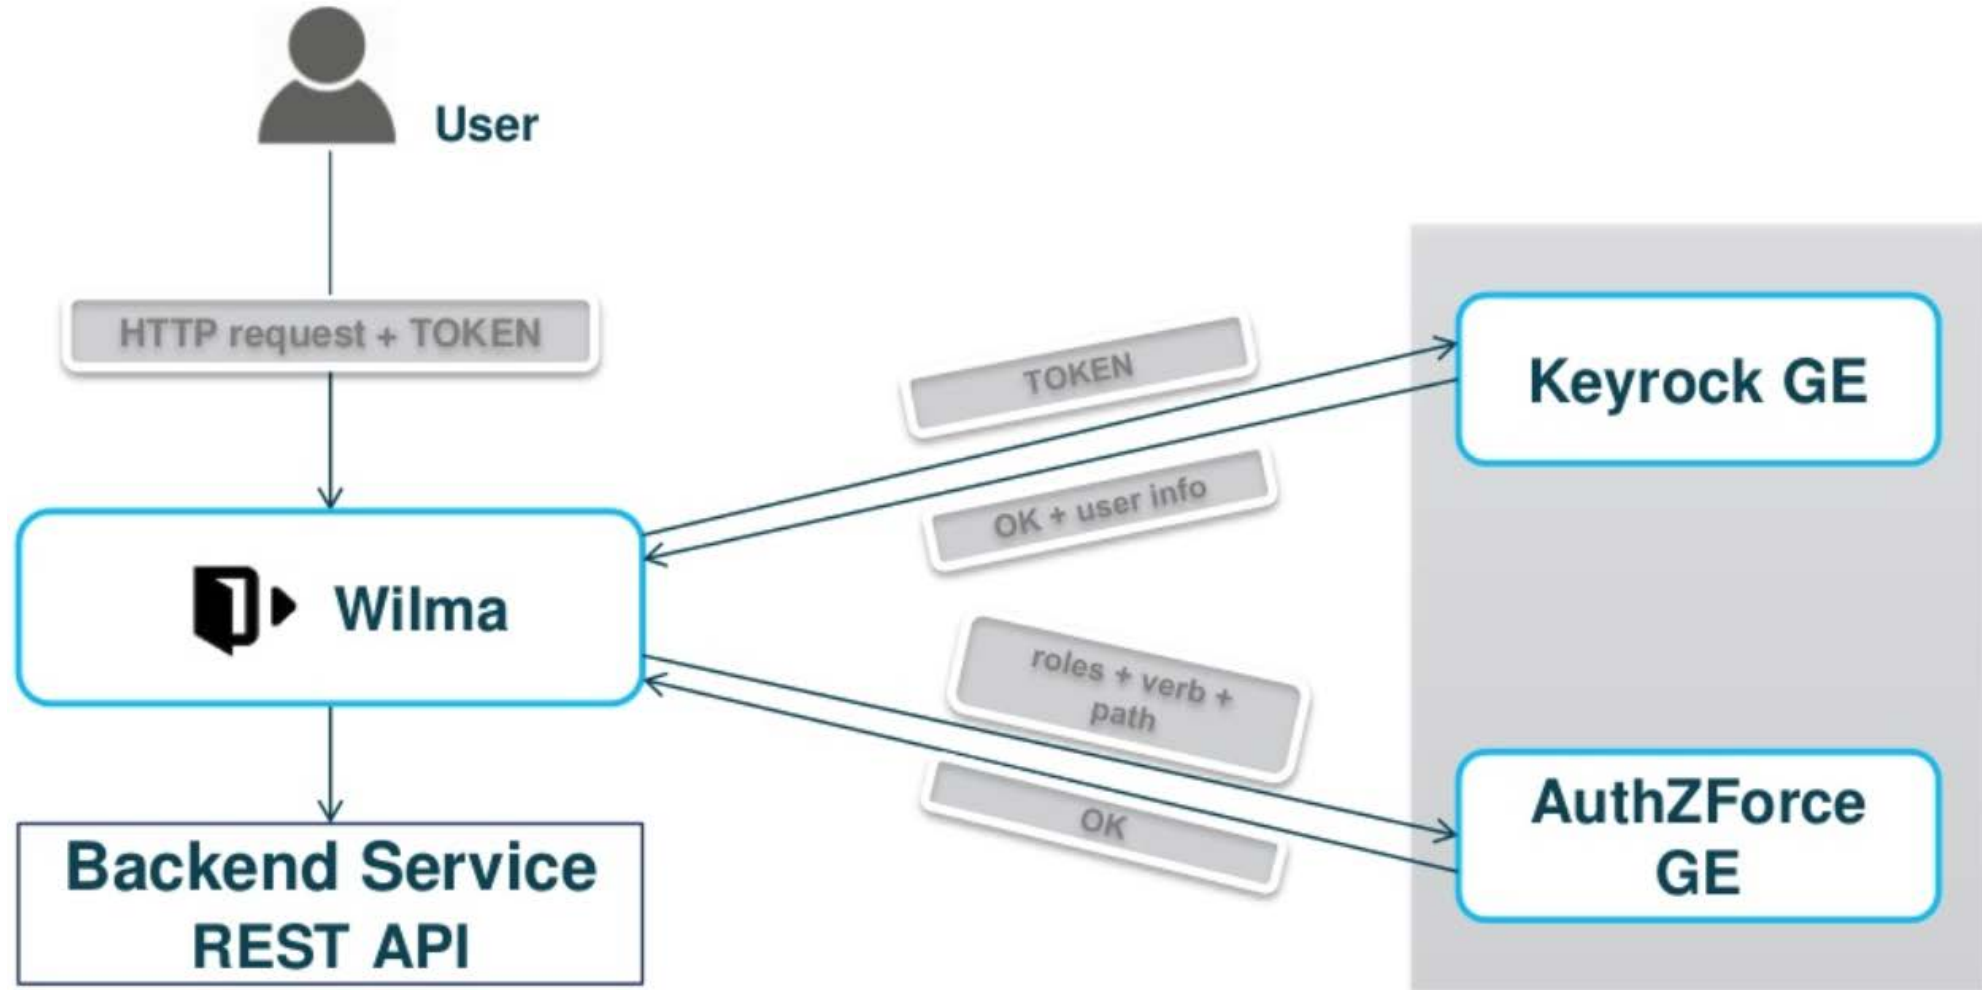 User
HTTP request + TOKEN
TOKEN
Keyrock GE
OK + user info
Wilma
roles + verb +
path
OK
AuthZForce
GE
Backend Service
REST API